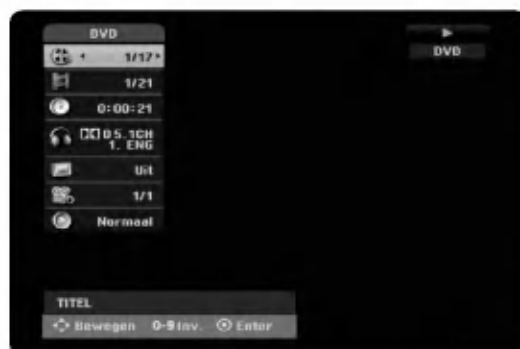 DVD
1/17
1/21
0:00:21
DD D 5.1CH
1. ENG
Uit
1/1
Normaal
DVD
TITEL
Bewegen 0-9 Inv. Enter